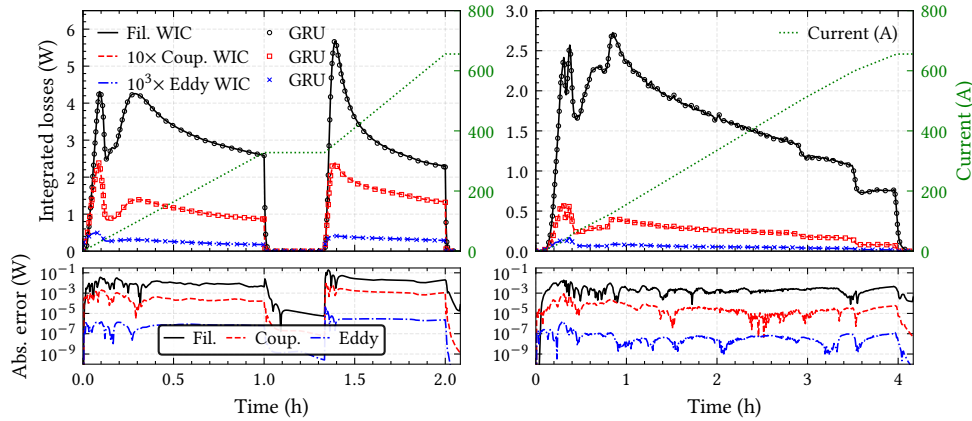 Integrated losses (W)
6
5
4
3
2
1
0
Fil. WIC
10× Coup. WIC
10³× Eddy WIC
GRU
GRU
GRU
800
600
400
200
0
3.0
2.5
2.0
1.5
1.0
0.5
0.0
Current (A)
800
600
400
200
0
Current (A)
Abs. error (W)
10⁻¹
10⁻³
10⁻⁵
10⁻⁷
10⁻⁹
Fil.
Coup.
Eddy
0.0
0.5
1.0
1.5
2.0
Time (h)
10⁻¹
10⁻³
10⁻⁵
10⁻⁷
10⁻⁹
0
1
2
3
4
Time (h)